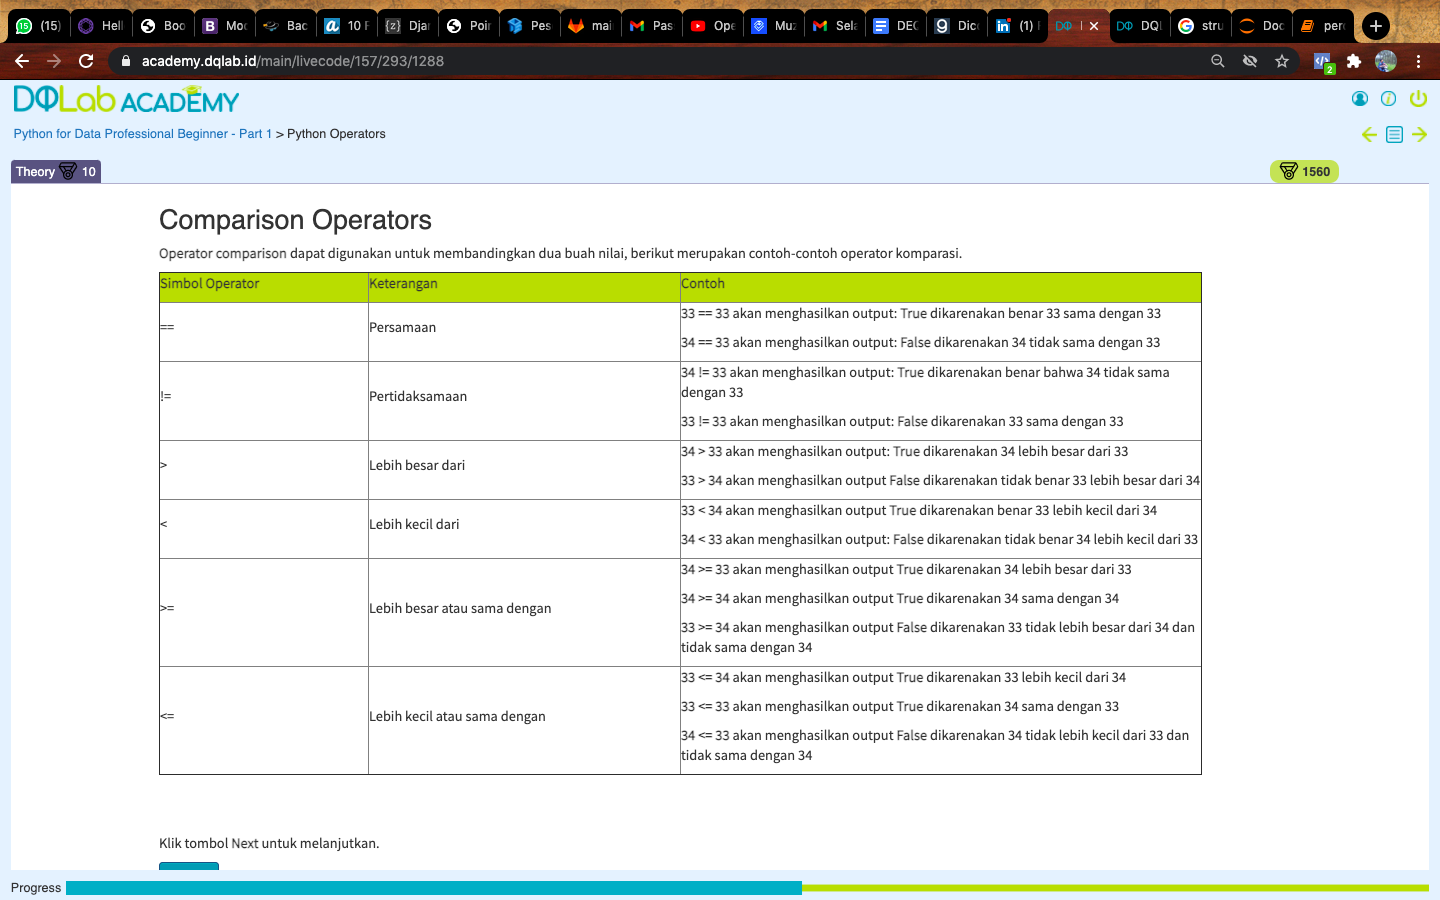 (15)
Hell
Boo
Moc
Bac
10 F
Djar
Poir
Pes
mai
Pas
Ope
Muz
Sela
DEC
Dicc
(1)
DQL
stru
Doc
per
academy.dqlab.id/main/livecode/157/293/1288
2
DQLab ACADEMY
Python for Data Professional Beginner - Part 1 > Python Operators
Theory 10
1560
Comparison Operators
Operator comparison dapat digunakan untuk membandingkan dua buah nilai, berikut merupakan contoh-contoh operator komparasi.
Simbol Operator Keterangan Contoh
== Persamaan
33 == 33 akan menghasilkan output: True dikarenakan benar 33 sama dengan 33
34 == 33 akan menghasilkan output: False dikarenakan 34 tidak sama dengan 33
!= Pertidaksamaan
34 != 33 akan menghasilkan output: True dikarenakan benar bahwa 34 tidak sama
dengan 33
33 != 33 akan menghasilkan output: False dikarenakan 33 sama dengan 33
> Lebih besar dari
34 > 33 akan menghasilkan output: True dikarenakan 34 lebih besar dari 33
33 > 34 akan menghasilkan output False dikarenakan tidak benar 33 lebih besar dari 34
< Lebih kecil dari
33 < 34 akan menghasilkan output True dikarenakan benar 33 lebih kecil dari 34
34 < 33 akan menghasilkan output: False dikarenakan tidak benar 34 lebih kecil dari 33
>= Lebih besar atau sama dengan
34 >= 33 akan menghasilkan output True dikarenakan 34 lebih besar dari 33
34 >= 34 akan menghasilkan output True dikarenakan 34 sama dengan 34
33 >= 34 akan menghasilkan output False dikarenakan 33 tidak lebih besar dari 34 dan
tidak sama dengan 34
<= Lebih kecil atau sama dengan
33 <= 34 akan menghasilkan output True dikarenakan 33 lebih kecil dari 34
33 <= 33 akan menghasilkan output True dikarenakan 34 sama dengan 33
34 <= 33 akan menghasilkan output False dikarenakan 34 tidak lebih kecil dari 33 dan
tidak sama dengan 34
Klik tombol Next untuk melanjutkan.
Progress